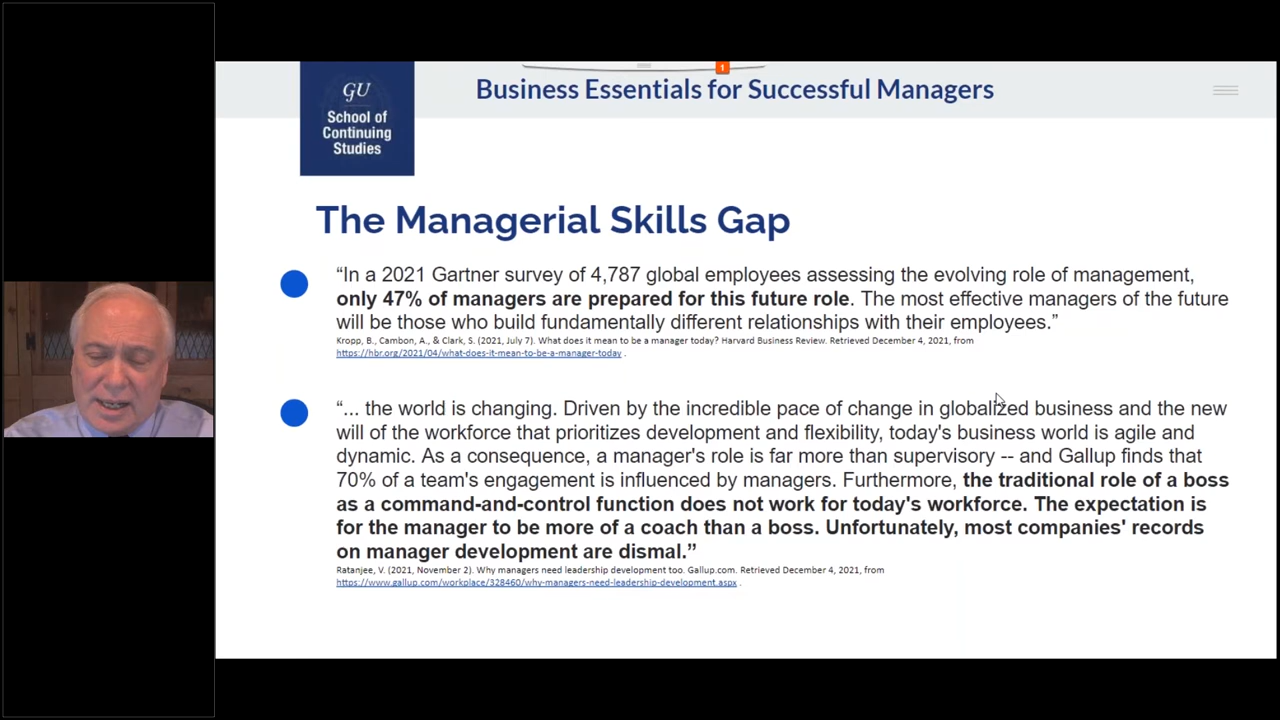 1
GU
School of
Continuing
Studies
Business Essentials for Successful Managers
The Managerial Skills Gap
“In a 2021 Gartner survey of 4,787 global employees assessing the evolving role of management,
only 47% of managers are prepared for this future role. The most effective managers of the future
will be those who build fundamentally different relationships with their employees.”
Kropp, B., Cambon, A., & Clark, S. (2021, July 7). What does it mean to be a manager today? Harvard Business Review. Retrieved December 4, 2021, from
https://hbr.org/2021/04/what-does-it-mean-to-be-a-manager-today .
“... the world is changing. Driven by the incredible pace of change in globalized business and the new
will of the workforce that prioritizes development and flexibility, today's business world is agile and
dynamic. As a consequence, a manager's role is far more than supervisory -- and Gallup finds that
70% of a team's engagement is influenced by managers. Furthermore, the traditional role of a boss
as a command-and-control function does not work for today's workforce. The expectation is
for the manager to be more of a coach than a boss. Unfortunately, most companies' records
on manager development are dismal.”
Ratanjee, V. (2021, November 2). Why managers need leadership development too. Gallup.com. Retrieved December 4, 2021, from
https://www.gallup.com/workplace/328460/why-managers-need-leadership-development.aspx .